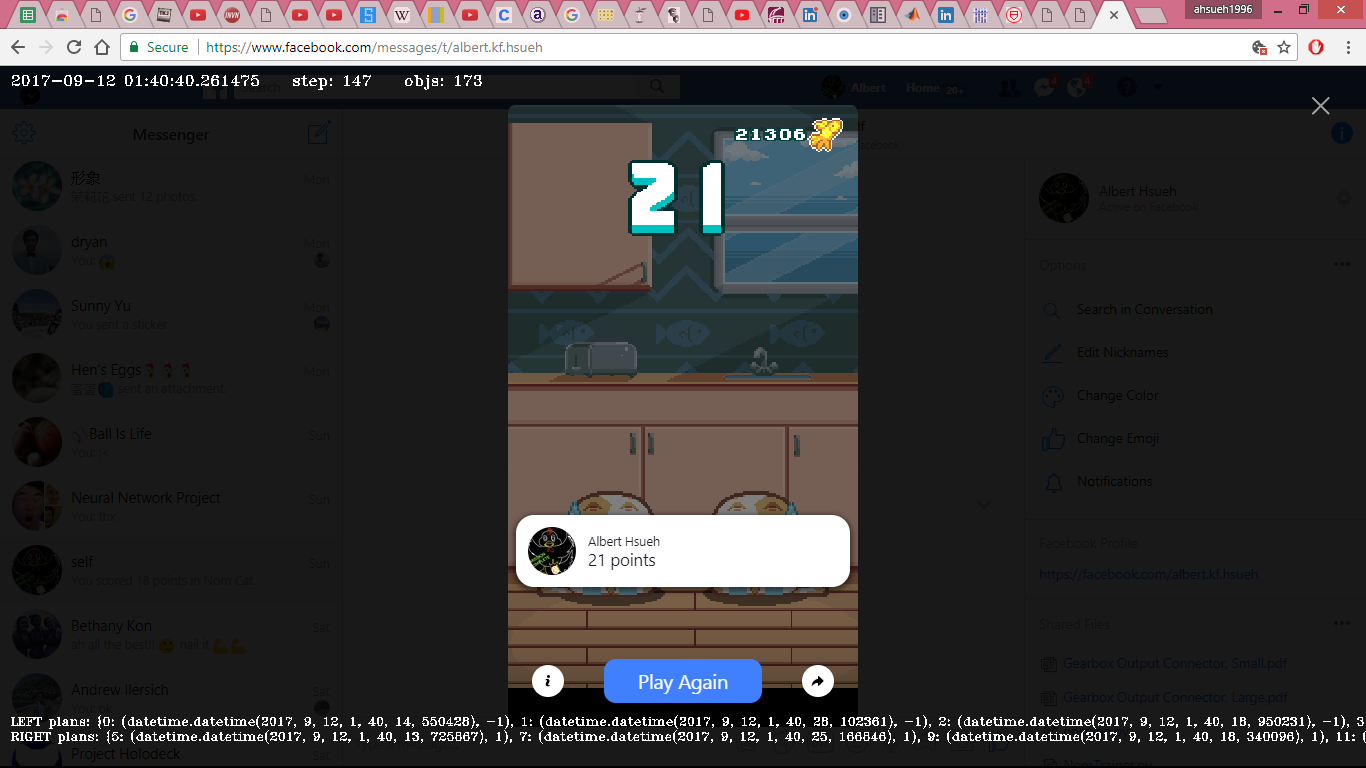 ahsueh1996
Secure
https://www.facebook.com/messages/t/albert.kf.hsueh
2017-09-12 01:40:40.261475 step: 147 objs: 173
Search
Albert
Home 20+
4
4
Messenger
形象
Mon
sent 12 photos.
dryan
Mon
You:
Sunny Yu
Mon
You sent a sticker.
Hen's Eggs
Mon
蛋蛋 sent an attachment.
Ball Is Life
Sun
You: :<
Neural Network Project
Sun
You: thx
self
Sun
You scored 18 points in Nom Cat.
Bethany Kon
Sat
ah all the best!! nail it
Andrew Ilersich
Sat
ok
Project Holodeck
21306
21
Albert Hsueh
21 points
Play Again
Albert Hsueh
Active on Facebook
Options
Search in Conversation
Edit Nicknames
Change Color
Change Emoji
Notifications
Facebook Profile
https://facebook.com/albert.kf.hsueh
Shared Files
Gearbox Output Connector, Small.pdf
Gearbox Output Connector, Large.pdf
NomTrainer.py
LEFT plans: {0: (datetime.datetime(2017, 9, 12, 1, 40, 14, 550428), -1), 1: (datetime.datetime(2017, 9, 12, 1, 40, 28, 102361), -1), 2: (datetime.datetime(2017, 9, 12, 1, 40, 18, 950231), -1), 3
RIGHT plans: {5: (datetime.datetime(2017, 9, 12, 1, 40, 13, 725867), 1), 7: (datetime.datetime(2017, 9, 12, 1, 40, 25, 166846), 1), 9: (datetime.datetime(2017, 9, 12, 1, 40, 18, 340096), 1), 11: (